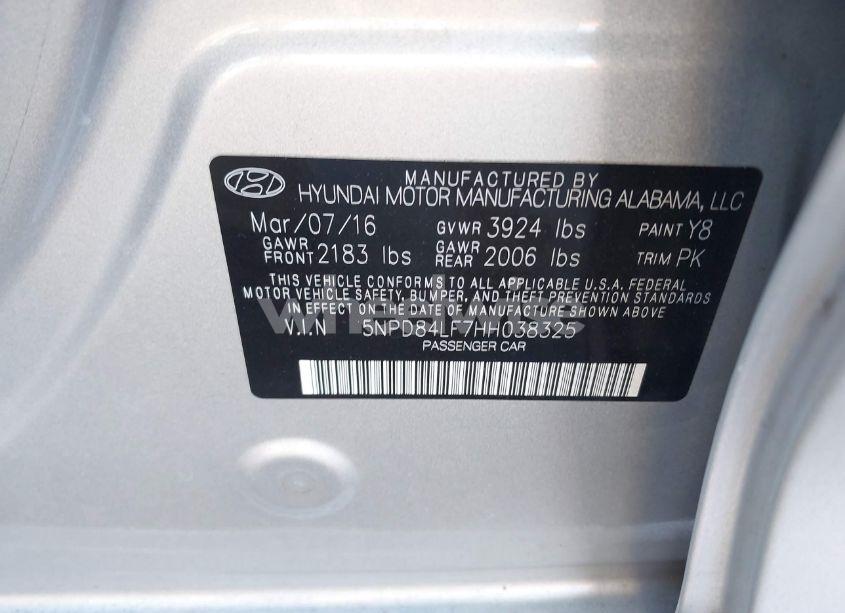 MANUFACTURED BY
HYUNDAI MOTOR MANUFACTURING ALABAMA, LLC
Mar/07/16 GVWR 3924 lbs PAINT Y8
GAWR FRONT 2183 lbs GAWR REAR 2006 lbs TRIM PK
THIS VEHICLE CONFORMS TO ALL APPLICABLE U.S.A. FEDERAL
MOTOR VEHICLE SAFETY, BUMPER, AND THEFT PREVENTION STANDARDS
IN EFFECT ON THE DATE OF MANUFACTURE SHOWN ABOVE
V.I.N 5NPD84LF7HH038325
PASSENGER CAR